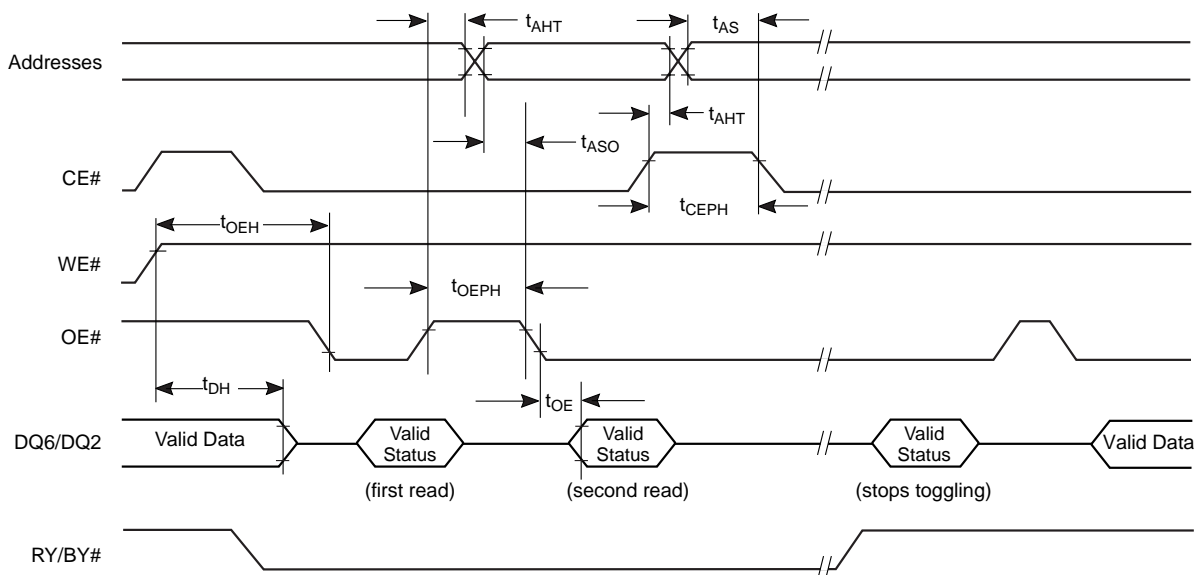 tAHT
tAS
Addresses
tAHT
tASO
CE#
tCEPH
tOEH
WE#
tOEPH
OE#
tDH
tOE
DQ6/DQ2
Valid Data
Valid
Status
Valid
Status
Valid
Status
Valid Data
(first read)
(second read)
(stops toggling)
RY/BY#